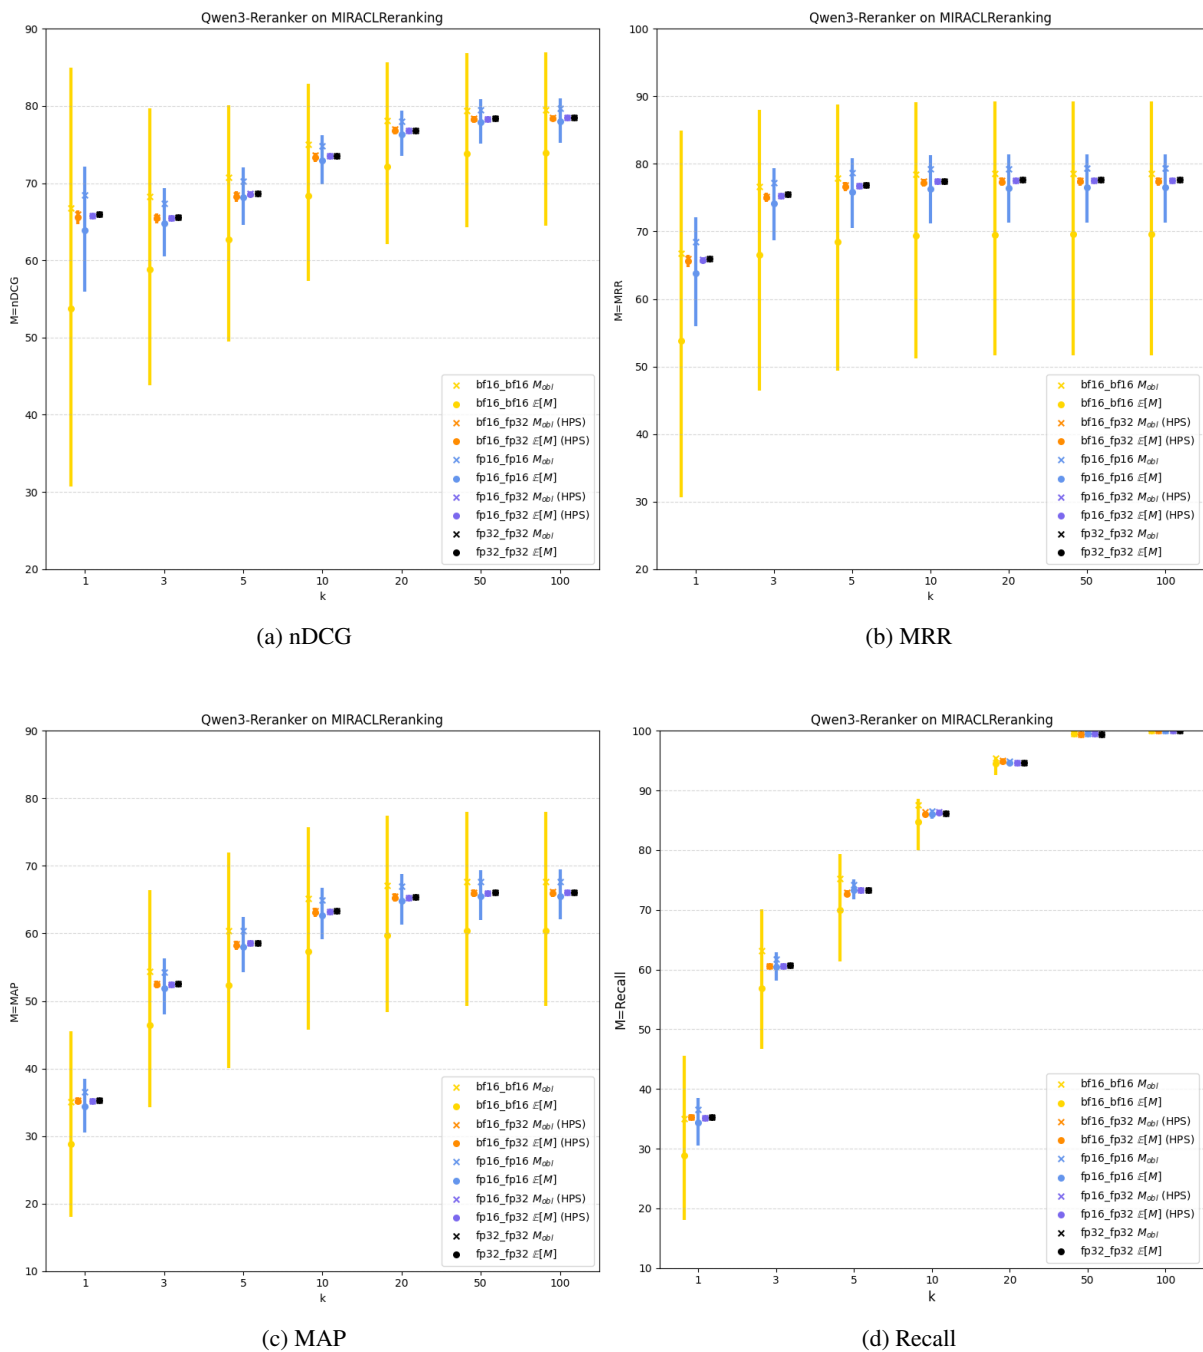 Qwen3-Reranker on MIRACLReranking
90
80
70
60
50
40
30
20
M=nDCG
bf16_bf16 M_obl
bf16_bf16 𝔼[M]
bf16_fp32 M_obl (HPS)
bf16_fp32 𝔼[M] (HPS)
fp16_fp16 M_obl
fp16_fp16 𝔼[M]
fp16_fp32 M_obl (HPS)
fp16_fp32 𝔼[M] (HPS)
fp32_fp32 M_obl
fp32_fp32 𝔼[M]
1 3 5 10 20 50 100
k
(a) nDCG
Qwen3-Reranker on MIRACLReranking
100
90
80
70
60
50
40
30
20
M=MRR
bf16_bf16 M_obl
bf16_bf16 𝔼[M]
bf16_fp32 M_obl (HPS)
bf16_fp32 𝔼[M] (HPS)
fp16_fp16 M_obl
fp16_fp16 𝔼[M]
fp16_fp32 M_obl (HPS)
fp16_fp32 𝔼[M] (HPS)
fp32_fp32 M_obl
fp32_fp32 𝔼[M]
1 3 5 10 20 50 100
k
(b) MRR
Qwen3-Reranker on MIRACLReranking
90
80
70
60
50
40
30
20
10
M=MAP
bf16_bf16 M_obl
bf16_bf16 𝔼[M]
bf16_fp32 M_obl (HPS)
bf16_fp32 𝔼[M] (HPS)
fp16_fp16 M_obl
fp16_fp16 𝔼[M]
fp16_fp32 M_obl (HPS)
fp16_fp32 𝔼[M] (HPS)
fp32_fp32 M_obl
fp32_fp32 𝔼[M]
1 3 5 10 20 50 100
k
(c) MAP
Qwen3-Reranker on MIRACLReranking
100
90
80
70
60
50
40
30
20
10
M=Recall
bf16_bf16 M_obl
bf16_bf16 𝔼[M]
bf16_fp32 M_obl (HPS)
bf16_fp32 𝔼[M] (HPS)
fp16_fp16 M_obl
fp16_fp16 𝔼[M]
fp16_fp32 M_obl (HPS)
fp16_fp32 𝔼[M] (HPS)
fp32_fp32 M_obl
fp32_fp32 𝔼[M]
1 3 5 10 20 50 100
k
(d) Recall